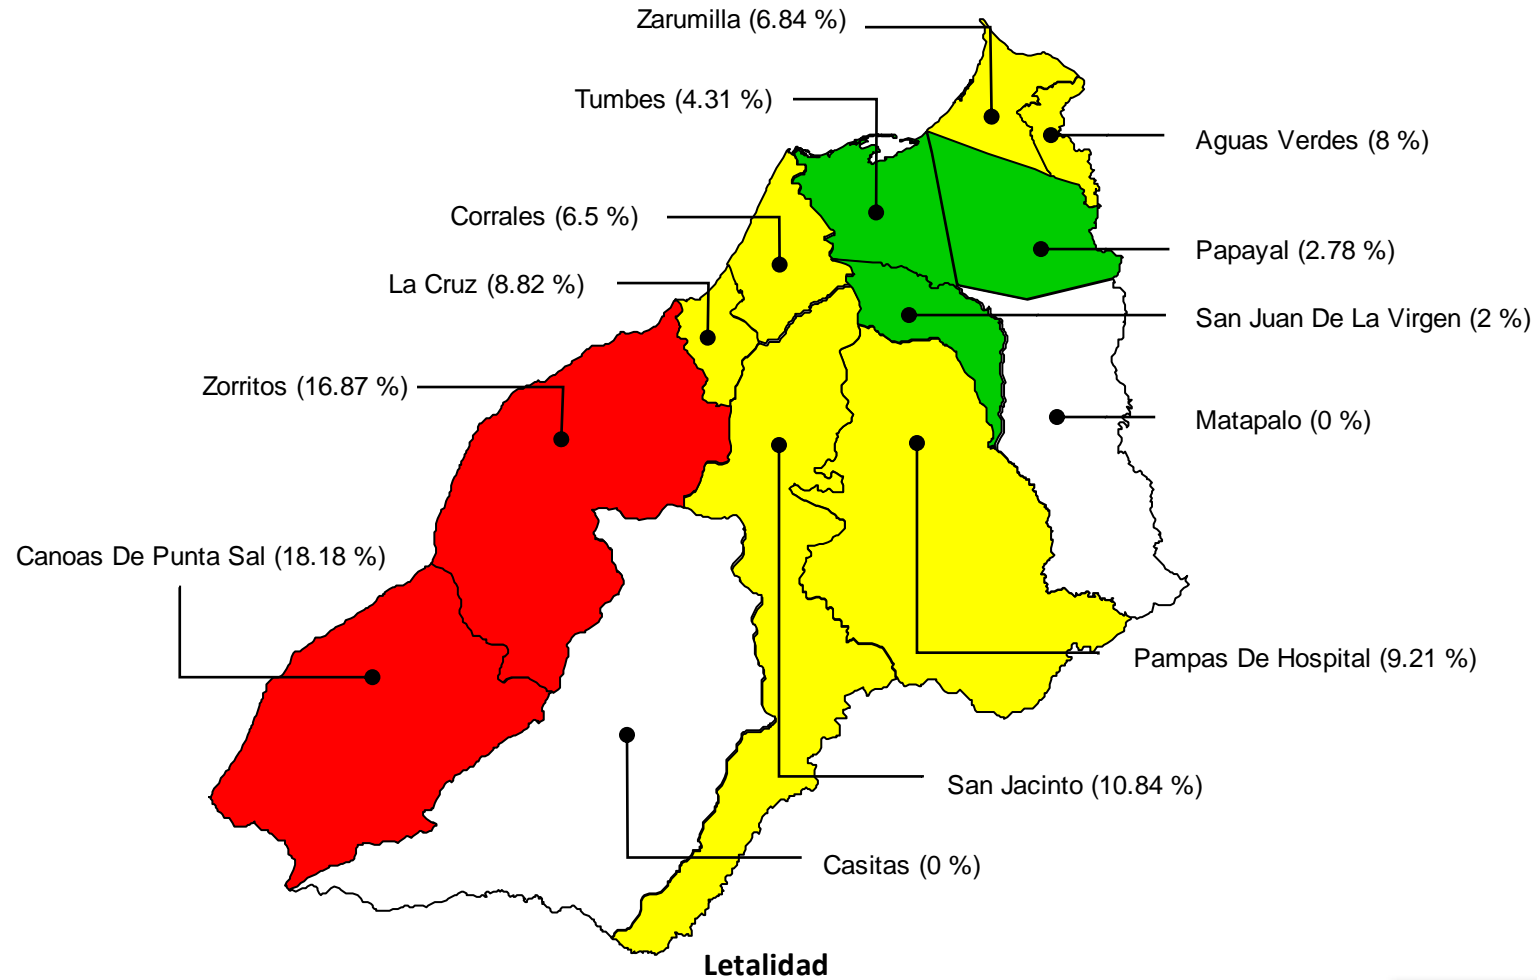 Zarumilla (6.84 %)
Tumbes (4.31 %)
Aguas Verdes (8 %)
Corrales (6.5 %)
Papayal (2.78 %)
La Cruz (8.82 %)
San Juan De La Virgen (2 %)
Zorritos (16.87 %)
Matapalo (0 %)
Canoas De Punta Sal (18.18 %)
Pampas De Hospital (9.21 %)
San Jacinto (10.84 %)
Casitas (0 %)
Letalidad